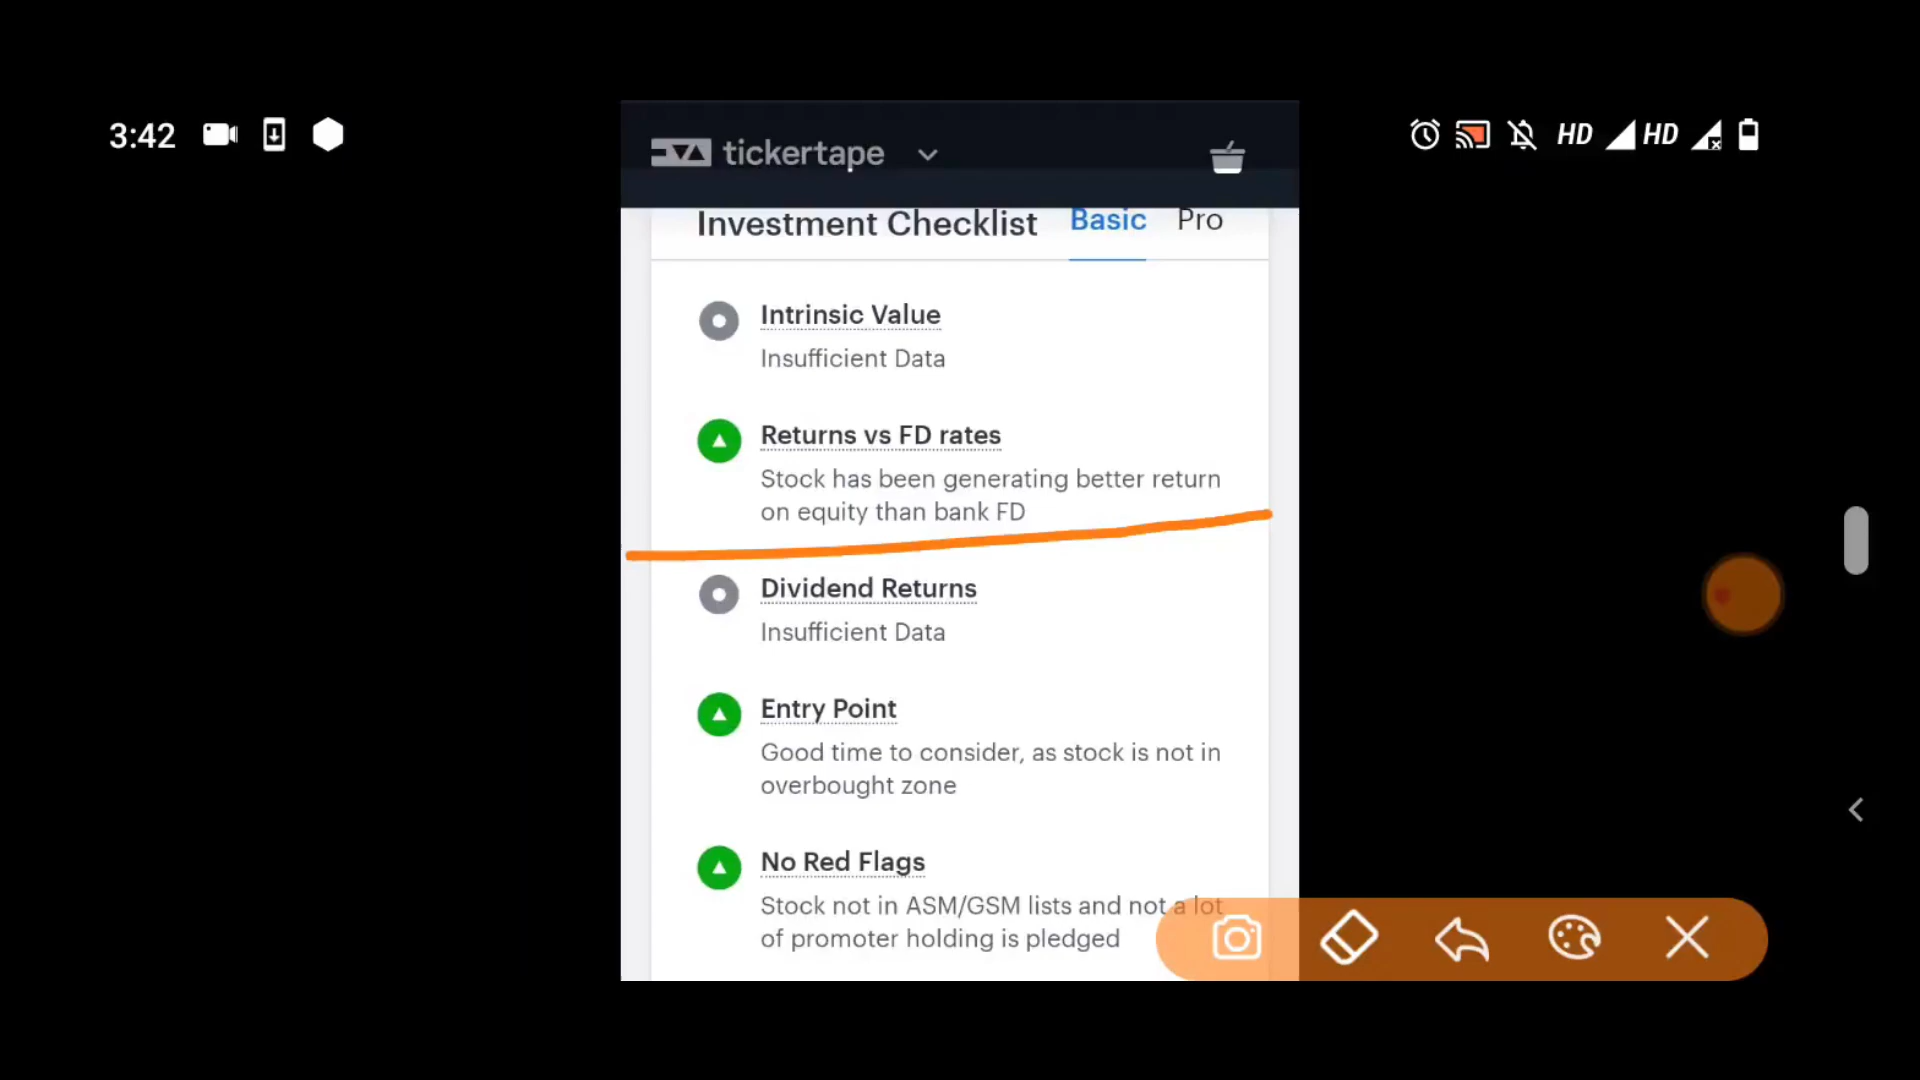 3:42
HD
HD
tickertape
Investment Checklist
Basic
Pro
Intrinsic Value
Insufficient Data
Returns vs FD rates
Stock has been generating better return
on equity than bank FD
Dividend Returns
Insufficient Data
Entry Point
Good time to consider, as stock is not in
overbought zone
No Red Flags
Stock not in ASM/GSM lists and not a lot
of promoter holding is pledged